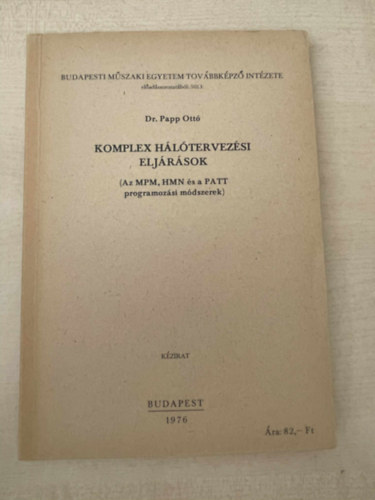 BUDAPESTI MŰSZAKI EGYETEM TOVÁBBKÉPZŐ INTÉZETE
előadássorozataiból
Dr. Papp Ottó
KOMPLEX HÁLÓTERVEZÉSI
ELJÁRÁSOK
(Az MPM, HMN és a PATT
programozási módszerek)
KÉZIRAT
BUDAPEST
1976
Ára: 82,— Ft